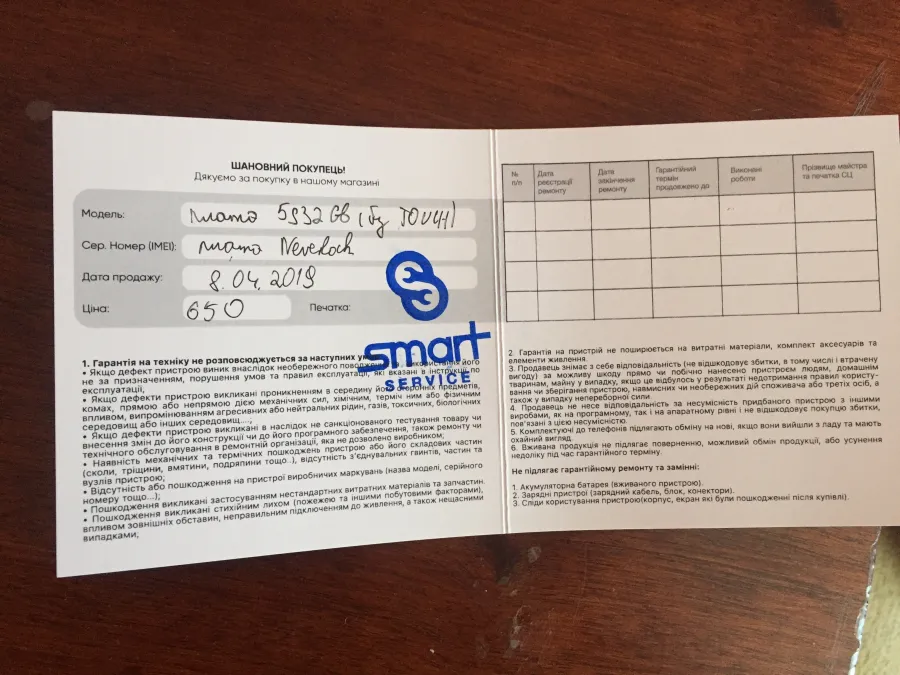 ШАНОВНИЙ ПОКУПЕЦЬ!
Дякуємо за покупку в нашому магазині
Модель: плата 5S 32GB (без TOUCH)
Сер. Номер (IMEI): плата Neverlock
Дата продажу: 8.04.2019
Ціна: 650 Печатка:
smart
SERVICE
1. Гарантія на техніку не розповсюджується за наступних умов
• Якщо дефект пристрою виник внаслідок необережного поводження, використання його
не за призначенням, порушення умов та правил експлуатації, які вказані в інструкції по
експлуатації,
• Якщо дефекти пристрою викликані проникненням в середину його сторонніх предметів,
комах, прямою або непрямою дією механічних сил, хімічним, терміч ним або фізичним
впливом, випромінюванням агресивних або нейтральних рідин, газів, токсичних, біологічних
середовищ або інших середовищ....,
• Якщо дефекти пристрою викликані в наслідок не санкціонованого тестування товару чи
внесення змін до його конструкції чи до його програмного забезпечення, також ремонту чи
технічного обслуговування в ремонтній організації, яка не дозволено виробником;
• Наявність механічних та термічних пошкоджень пристрою або його складових частин
(сколи, тріщини, вмятини, подряпини тощо..), відсутність з'єднувальних гвинтів, частин та
вузлів пристрою;
• Відсутність або пошкодження на пристрої виробничих маркувань (назва моделі, серійного
номеру тощо...);
• Пошкодження викликані застосуванням нестандартних витратних матеріалів та запчастин.
• Пошкодження викликані стихійним лихом (пожежою та іншими побутовими факторами),
впливом зовнішніх обставин, неправильним підключенням до живлення, а також нещасними
випадками,
№ п/п Дата реєстрації ремонту Дата закінчення ремонту Гарантійний термін продовжено до Виконані роботи Прізвище майстра та печатка СЦ
2. Гарантія на пристрій не поширюється на витратні матеріали, комплект аксесуарів та
елементи живлення.
3. Продавець знімає з себе відповідальність (не відшкодовує збитки, в тому числі і втрачену
вигоду) за можливу шкоду прямо чи побічно нанесено пристроєм людям, домашнім
тваринам, майну у випадку, якщо це відбулось у результаті недотримання правил користу-
вання чи зберігання пристрою, навмисних чи необережних дій споживача або третіх осіб, а
також у випадку непереборної сили.
4. Продавець не несе відповідальність за несумісність придбаного пристрою з іншими
виробами, як на програмному, так і на апаратному рівні і не відшкодовує покупцю збитки,
пов'язані з цією несумісністю.
5. Комплектуючі до телефонів підлягають обміну на нові, якщо вони вийшли з ладу та мають
охайний вигляд.
6. Вживана продукція не підлягає поверненню, можливий обмін продукції, або усунення
недоліку під час гарантійного терміну.
Не підлягає гарантійному ремонту та замінні:
1. Акумуляторна батарея (вживаного пристрою).
2. Зарядні пристрої (зарядний кабель, блок, конектори).
3. Сліди користування пристрою(корпус, екран які були пошкодженні після купівлі).